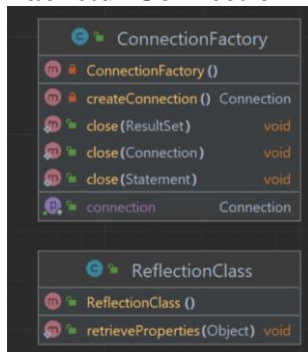 ConnectionFactory
ConnectionFactory()
createConnection() Connection
close(ResultSet) void
close(Connection) void
close(Statement) void
connection Connection
ReflectionClass
ReflectionClass()
retrieveProperties(Object) void